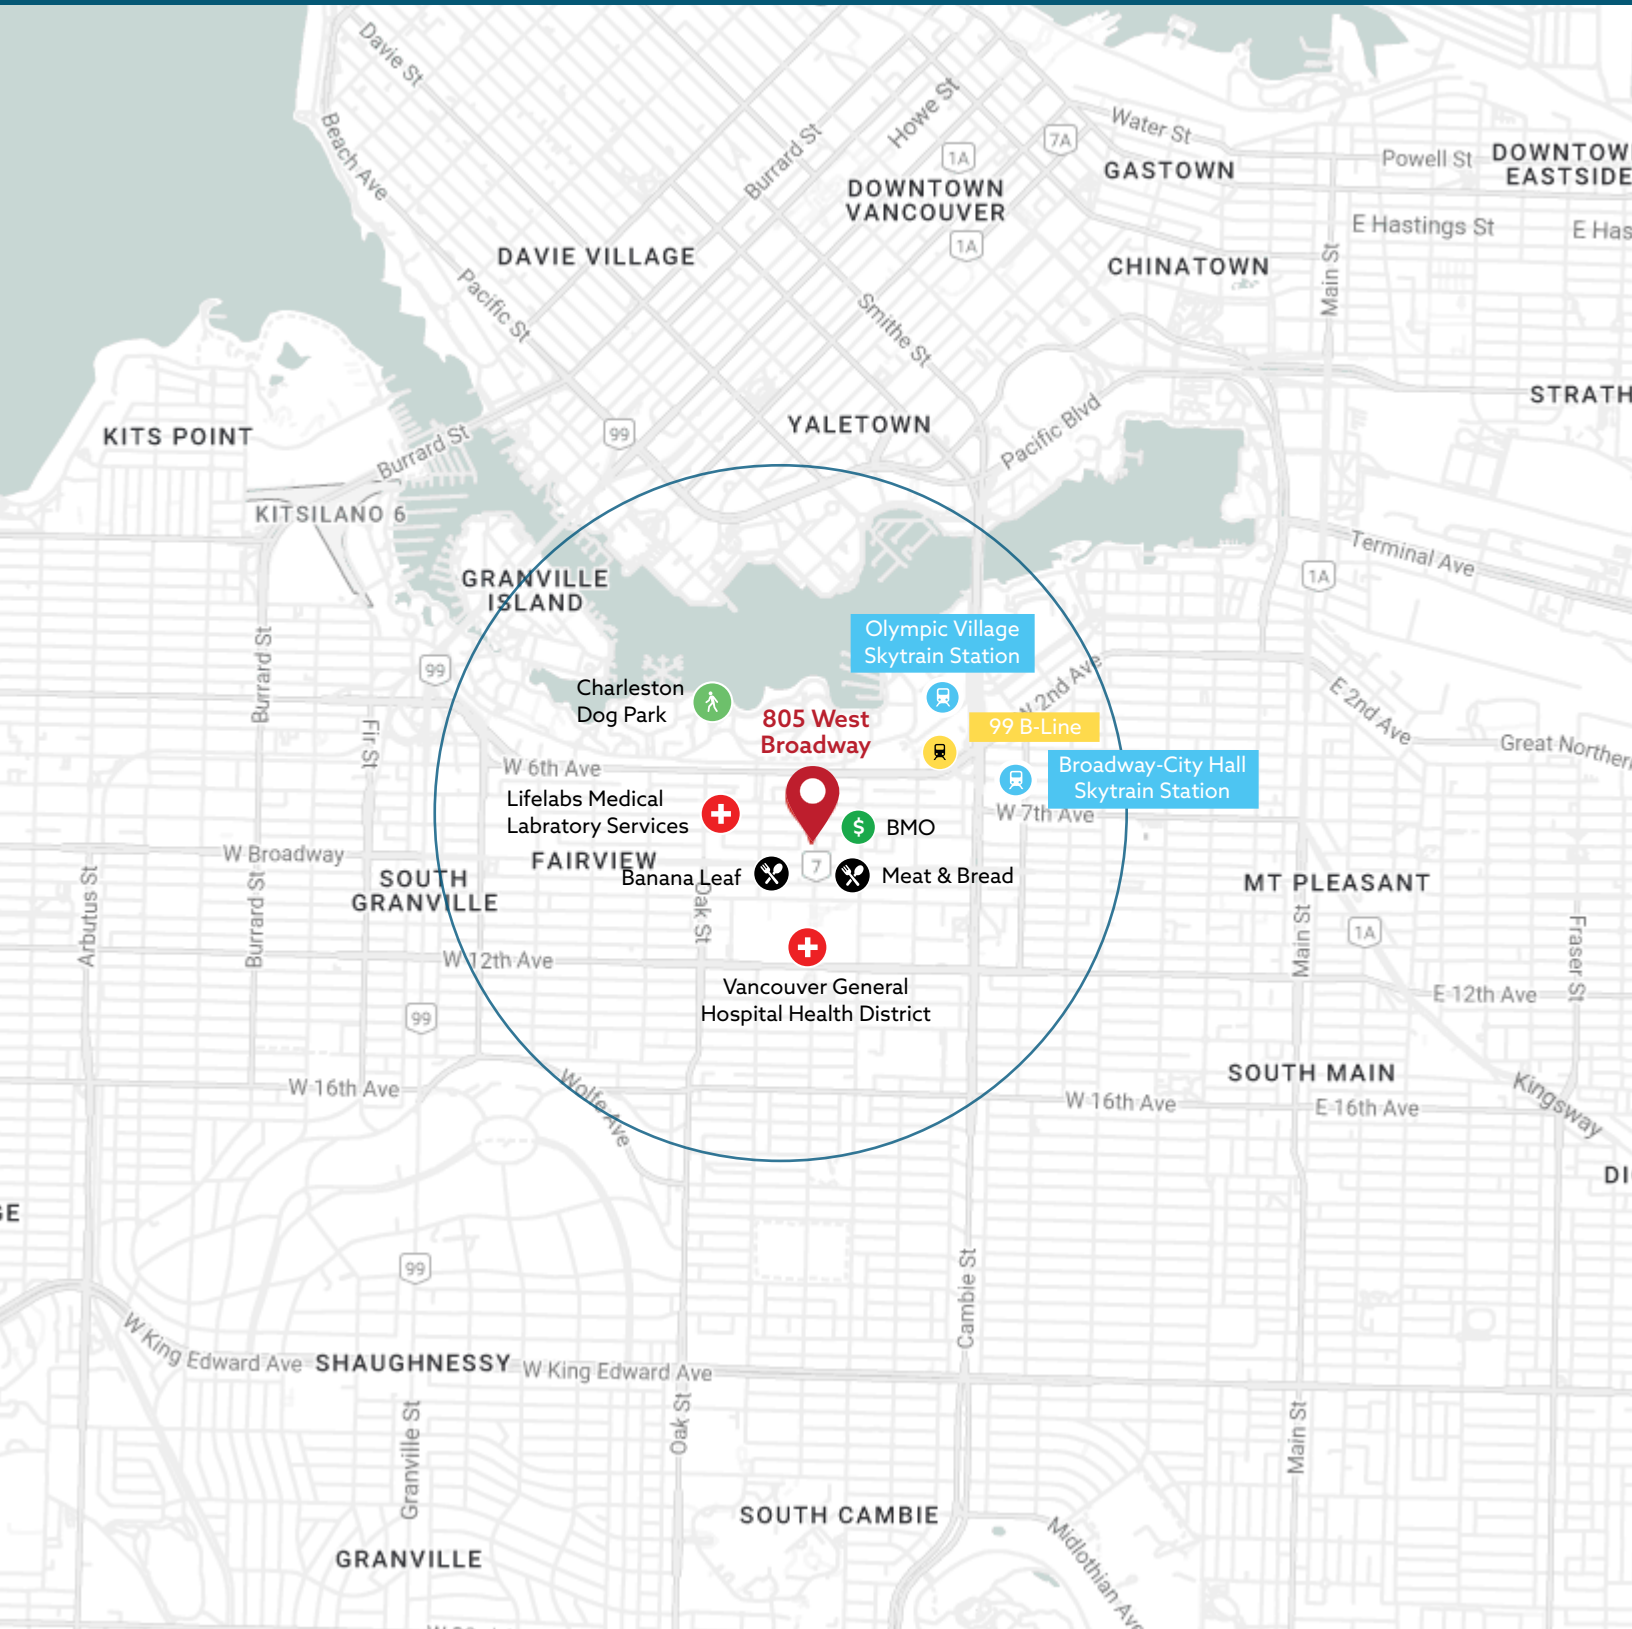 Davie St
Howe St
Water St
7A
Beach Ave
Burrard St
1A
Powell St
DOWNTOW
EASTSIDE
GASTOWN
DOWNTOWN
VANCOUVER
E Hastings St
E Has
1A
DAVIE VILLAGE
CHINATOWN
Main St
Pacific St
Smithe St
STRATH
YALETOWN
Pacific Blvd
99
KITS POINT
Burrard St
KITSILANO 6
Terminal Ave
1A
GRANVILLE
ISLAND
Olympic Village
Skytrain Station
Burrard St
99
W 2nd Ave
E 2nd Ave
Charleston
Dog Park
805 West
Broadway
99 B-Line
Fir St
Great Northern
W 6th Ave
Broadway-City Hall
Skytrain Station
Lifelabs Medical
Labratory Services
W 7th Ave
BMO
W Broadway
FAIRVIEW
7
Banana Leaf
Meat & Bread
SOUTH
GRANVILLE
MT PLEASANT
Arbutus St
Burrard St
Oak St
Main St
1A
Fraser St
W 12th Ave
E 12th Ave
Vancouver General
Hospital Health District
99
SOUTH MAIN
W 16th Ave
Wolfe Ave
W 16th Ave
E 16th Ave
Kingsway
DI
GE
99
Cambie St
W King Edward Ave
SHAUGHNESSY
W King Edward Ave
Granville St
Oak St
Main St
SOUTH CAMBIE
Midlothian Ave
GRANVILLE